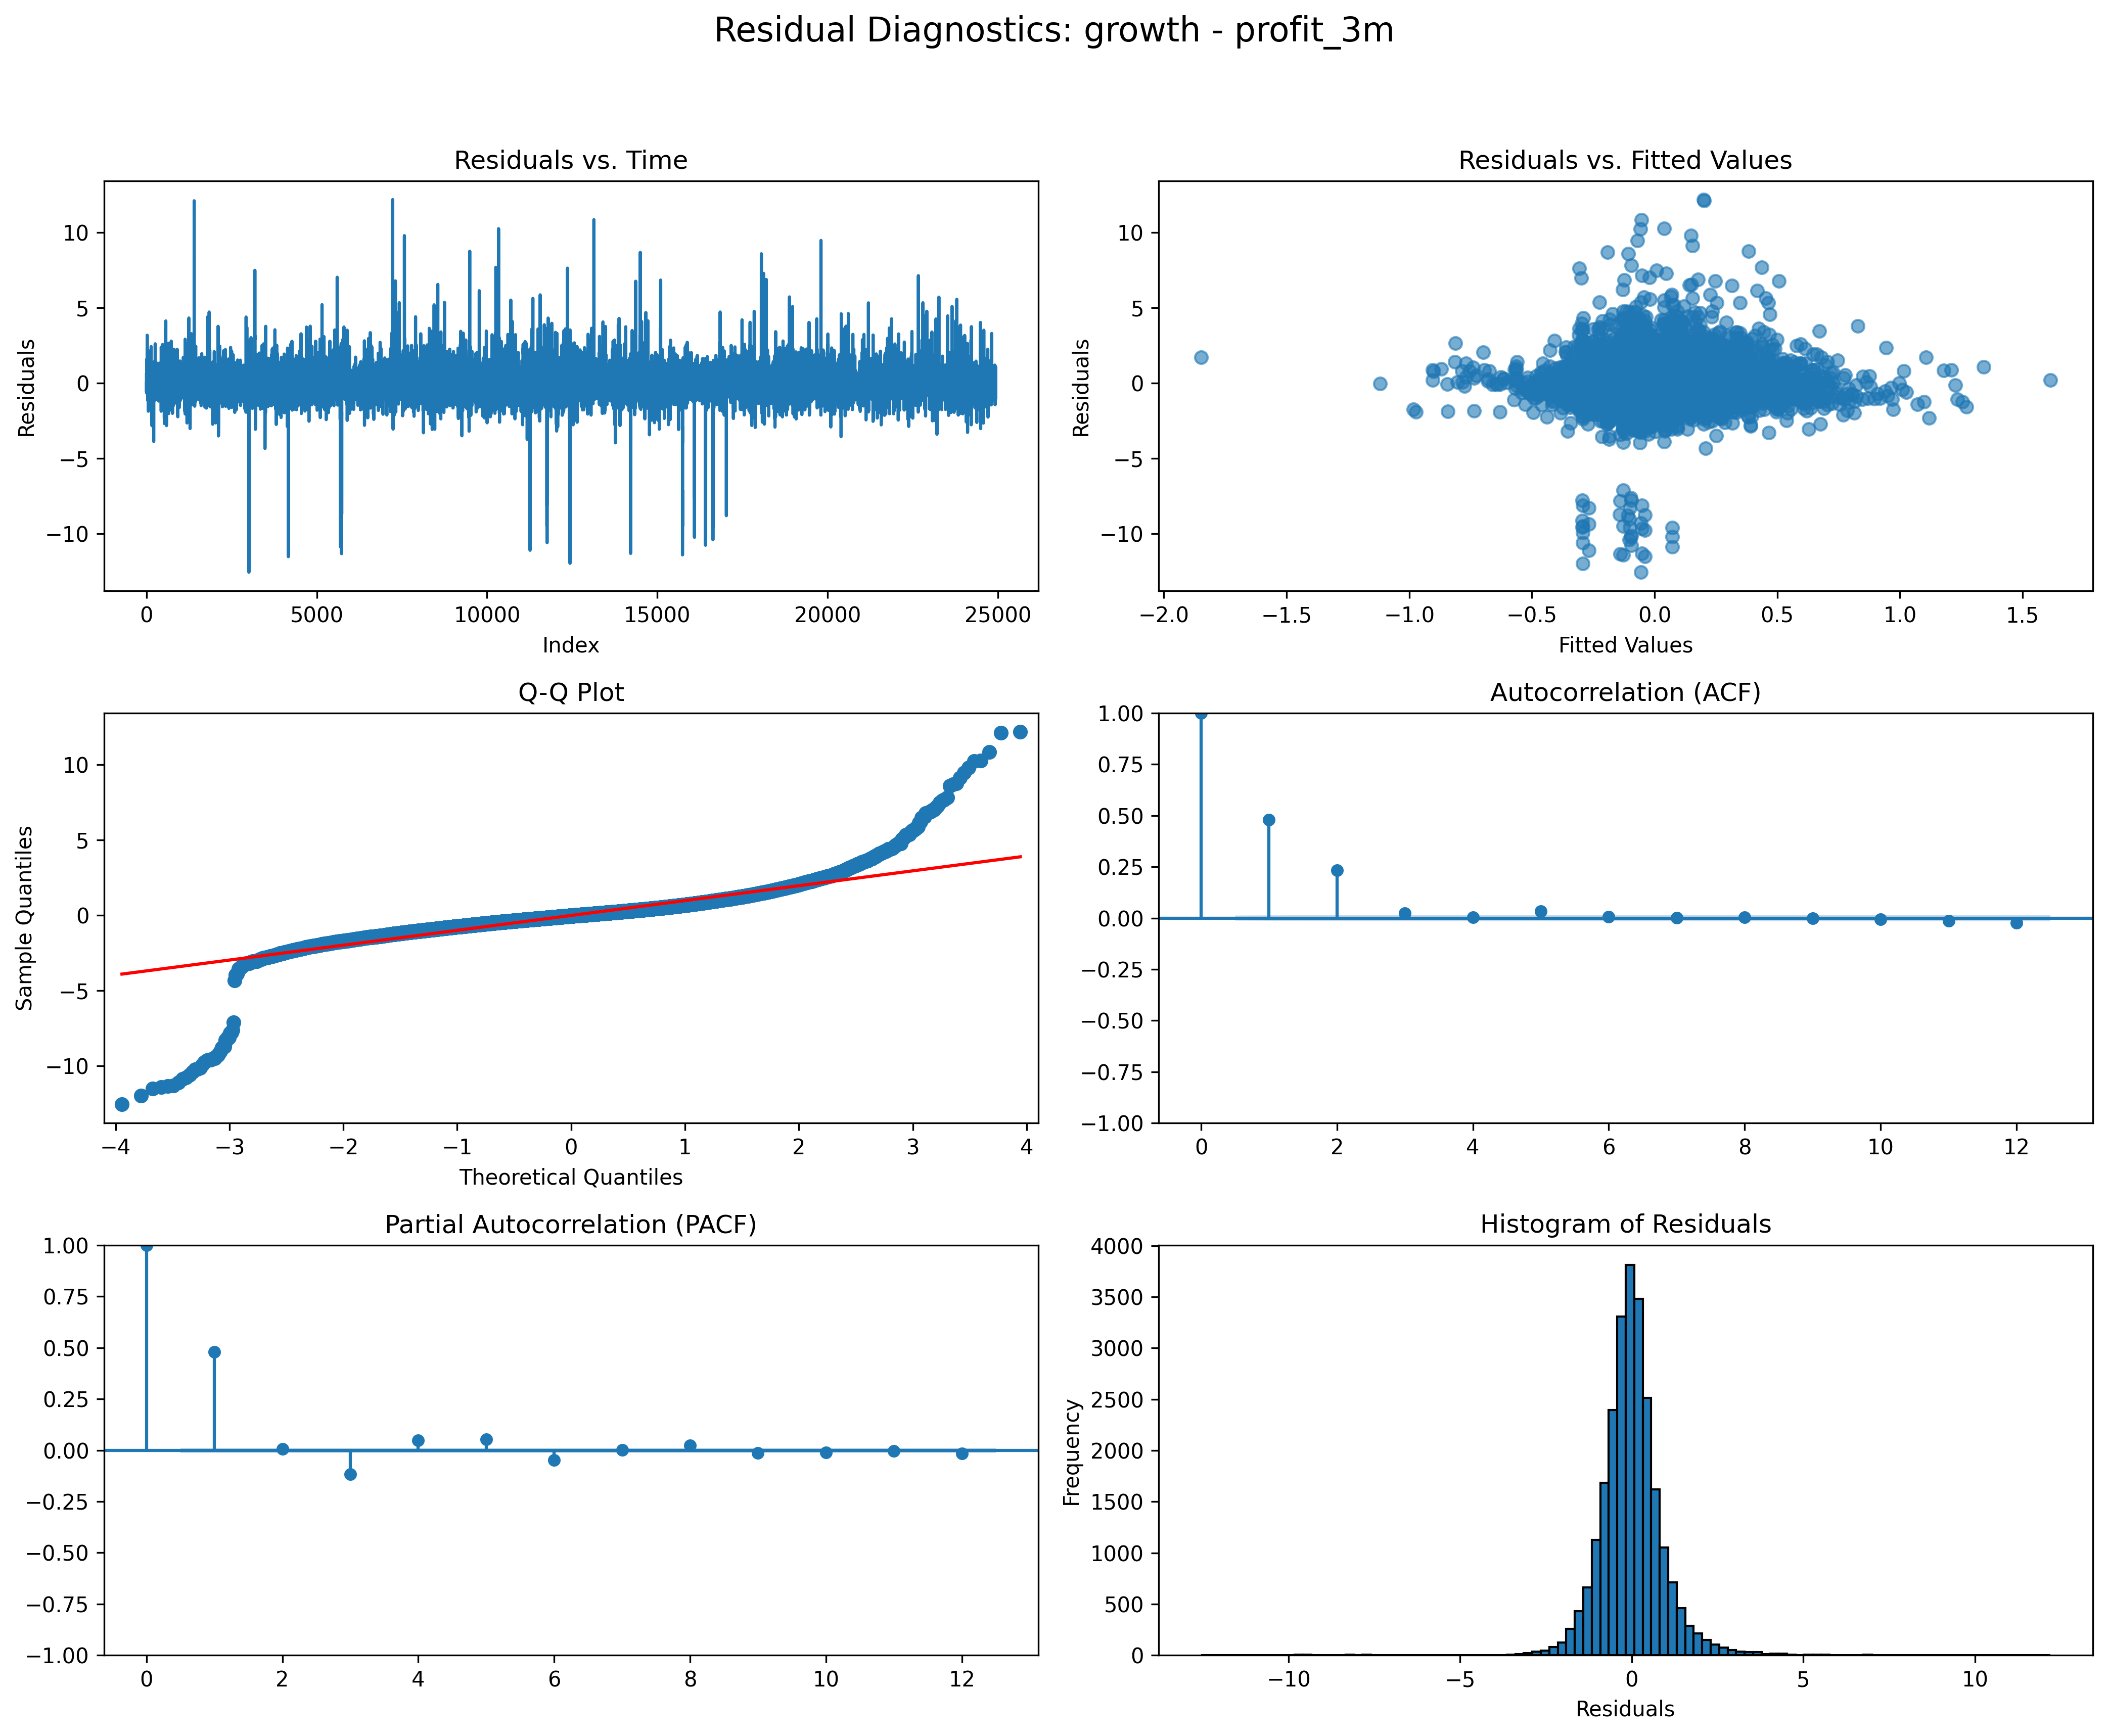 Residual Diagnostics: growth - profit_3m
Residuals vs. Time
Residuals
10
5
0
−5
−10
0 5000 10000 15000 20000 25000
Index
Residuals vs. Fitted Values
Residuals
10
5
0
−5
−10
−2.0 −1.5 −1.0 −0.5 0.0 0.5 1.0 1.5
Fitted Values
Q-Q Plot
Sample Quantiles
10
5
0
−5
−10
−4 −3 −2 −1 0 1 2 3 4
Theoretical Quantiles
Autocorrelation (ACF)
1.00
0.75
0.50
0.25
0.00
−0.25
−0.50
−0.75
−1.00
0 2 4 6 8 10 12
Partial Autocorrelation (PACF)
1.00
0.75
0.50
0.25
0.00
−0.25
−0.50
−0.75
−1.00
0 2 4 6 8 10 12
Histogram of Residuals
Frequency
4000
3500
3000
2500
2000
1500
1000
500
0
−10 −5 0 5 10
Residuals